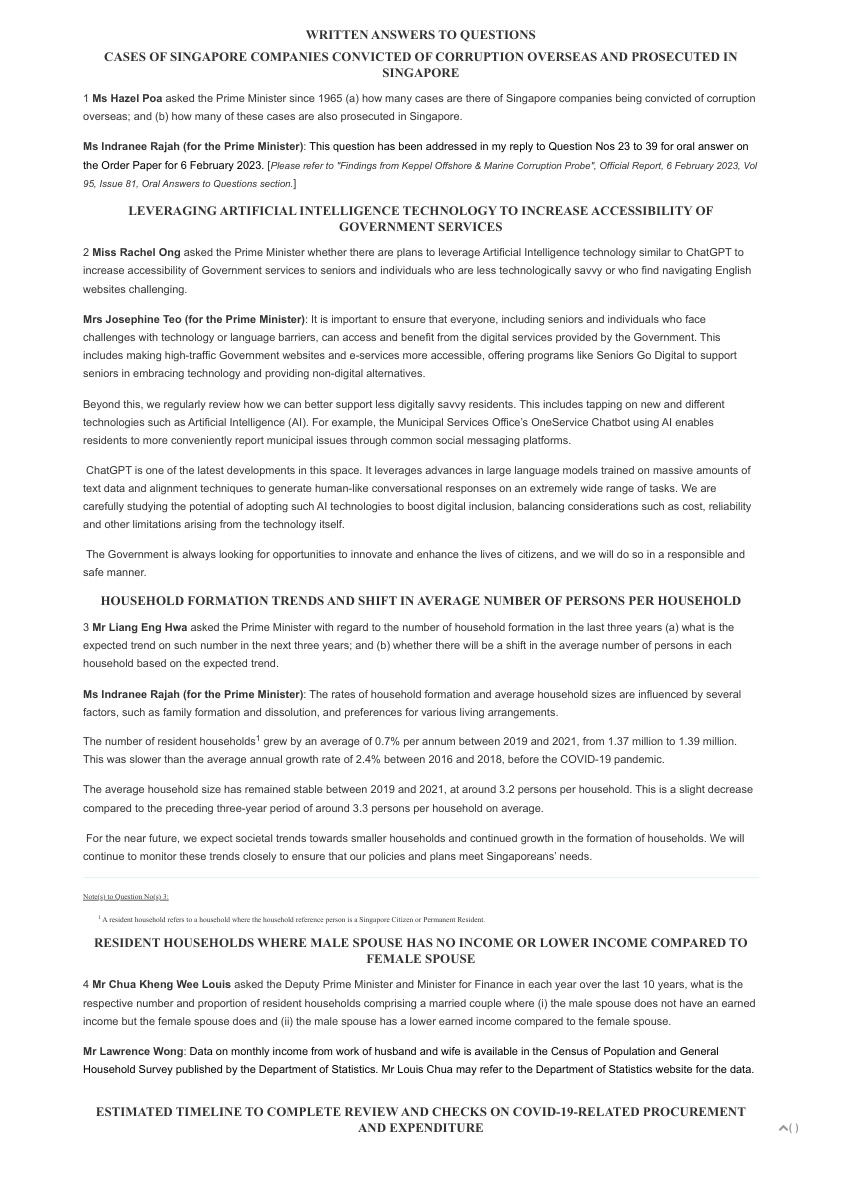 WRITTEN ANSWERS TO QUESTIONS
CASES OF SINGAPORE COMPANIES CONVICTED OF CORRUPTION OVERSEAS AND PROSECUTED IN
SINGAPORE
1 Ms Hazel Poa asked the Prime Minister since 1965 (a) how many cases are there of Singapore companies being convicted of corruption
overseas; and (b) how many of these cases are also prosecuted in Singapore.
Ms Indranee Rajah (for the Prime Minister): This question has been addressed in my reply to Question Nos 23 to 39 for oral answer on
the Order Paper for 6 February 2023. [Please refer to "Findings from Keppel Offshore & Marine Corruption Probe", Official Report, 6 February 2023, Vol
95, Issue 81, Oral Answers to Questions section.]
LEVERAGING ARTIFICIAL INTELLIGENCE TECHNOLOGY TO INCREASE ACCESSIBILITY OF
GOVERNMENT SERVICES
2 Miss Rachel Ong asked the Prime Minister whether there are plans to leverage Artificial Intelligence technology similar to ChatGPT to
increase accessibility of Government services to seniors and individuals who are less technologically savvy or who find navigating English
websites challenging.
Mrs Josephine Teo (for the Prime Minister): It is important to ensure that everyone, including seniors and individuals who face
challenges with technology or language barriers, can access and benefit from the digital services provided by the Government. This
includes making high-traffic Government websites and e-services more accessible, offering programs like Seniors Go Digital to support
seniors in embracing technology and providing non-digital alternatives.
Beyond this, we regularly review how we can better support less digitally savvy residents. This includes tapping on new and different
technologies such as Artificial Intelligence (AI). For example, the Municipal Services Office’s OneService Chatbot using AI enables
residents to more conveniently report municipal issues through common social messaging platforms.
ChatGPT is one of the latest developments in this space. It leverages advances in large language models trained on massive amounts of
text data and alignment techniques to generate human-like conversational responses on an extremely wide range of tasks. We are
carefully studying the potential of adopting such AI technologies to boost digital inclusion, balancing considerations such as cost, reliability
and other limitations arising from the technology itself.
The Government is always looking for opportunities to innovate and enhance the lives of citizens, and we will do so in a responsible and
safe manner.
HOUSEHOLD FORMATION TRENDS AND SHIFT IN AVERAGE NUMBER OF PERSONS PER HOUSEHOLD
3 Mr Liang Eng Hwa asked the Prime Minister with regard to the number of household formation in the last three years (a) what is the
expected trend on such number in the next three years; and (b) whether there will be a shift in the average number of persons in each
household based on the expected trend.
Ms Indranee Rajah (for the Prime Minister): The rates of household formation and average household sizes are influenced by several
factors, such as family formation and dissolution, and preferences for various living arrangements.
The number of resident households1 grew by an average of 0.7% per annum between 2019 and 2021, from 1.37 million to 1.39 million.
This was slower than the average annual growth rate of 2.4% between 2016 and 2018, before the COVID-19 pandemic.
The average household size has remained stable between 2019 and 2021, at around 3.2 persons per household. This is a slight decrease
compared to the preceding three-year period of around 3.3 persons per household on average.
For the near future, we expect societal trends towards smaller households and continued growth in the formation of households. We will
continue to monitor these trends closely to ensure that our policies and plans meet Singaporeans’ needs.
Note(s) to Question No(s) 3:
1 A resident household refers to a household where the household reference person is a Singapore Citizen or Permanent Resident.
RESIDENT HOUSEHOLDS WHERE MALE SPOUSE HAS NO INCOME OR LOWER INCOME COMPARED TO
FEMALE SPOUSE
4 Mr Chua Kheng Wee Louis asked the Deputy Prime Minister and Minister for Finance in each year over the last 10 years, what is the
respective number and proportion of resident households comprising a married couple where (i) the male spouse does not have an earned
income but the female spouse does and (ii) the male spouse has a lower earned income compared to the female spouse.
Mr Lawrence Wong: Data on monthly income from work of husband and wife is available in the Census of Population and General
Household Survey published by the Department of Statistics. Mr Louis Chua may refer to the Department of Statistics website for the data.
ESTIMATED TIMELINE TO COMPLETE REVIEW AND CHECKS ON COVID-19-RELATED PROCUREMENT
AND EXPENDITURE
( )